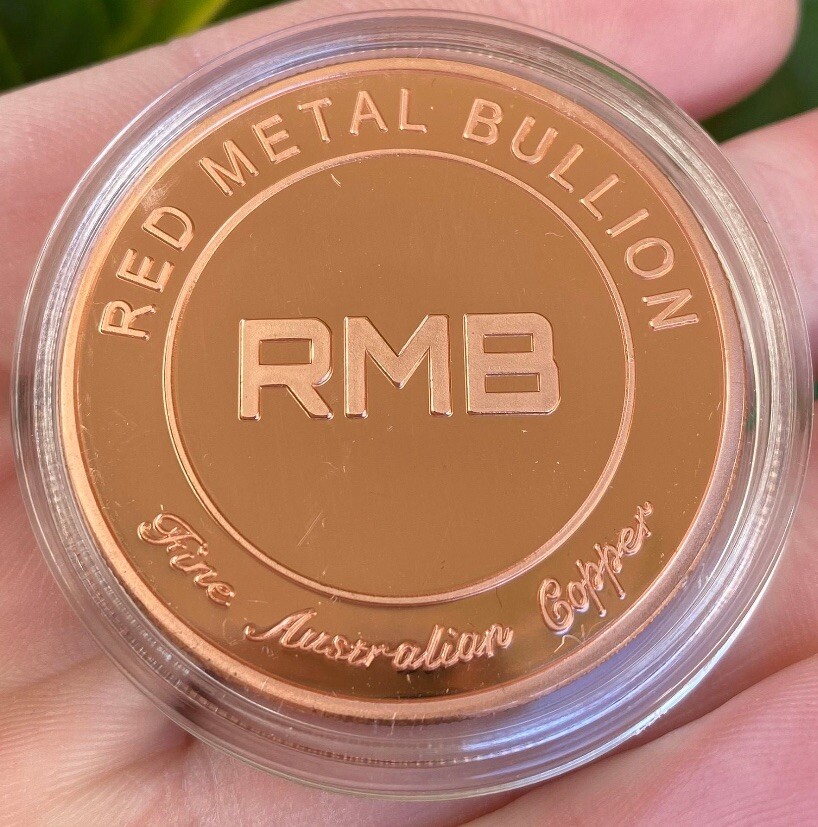 RED METAL BULLION
RMB
Fine Australian Copper